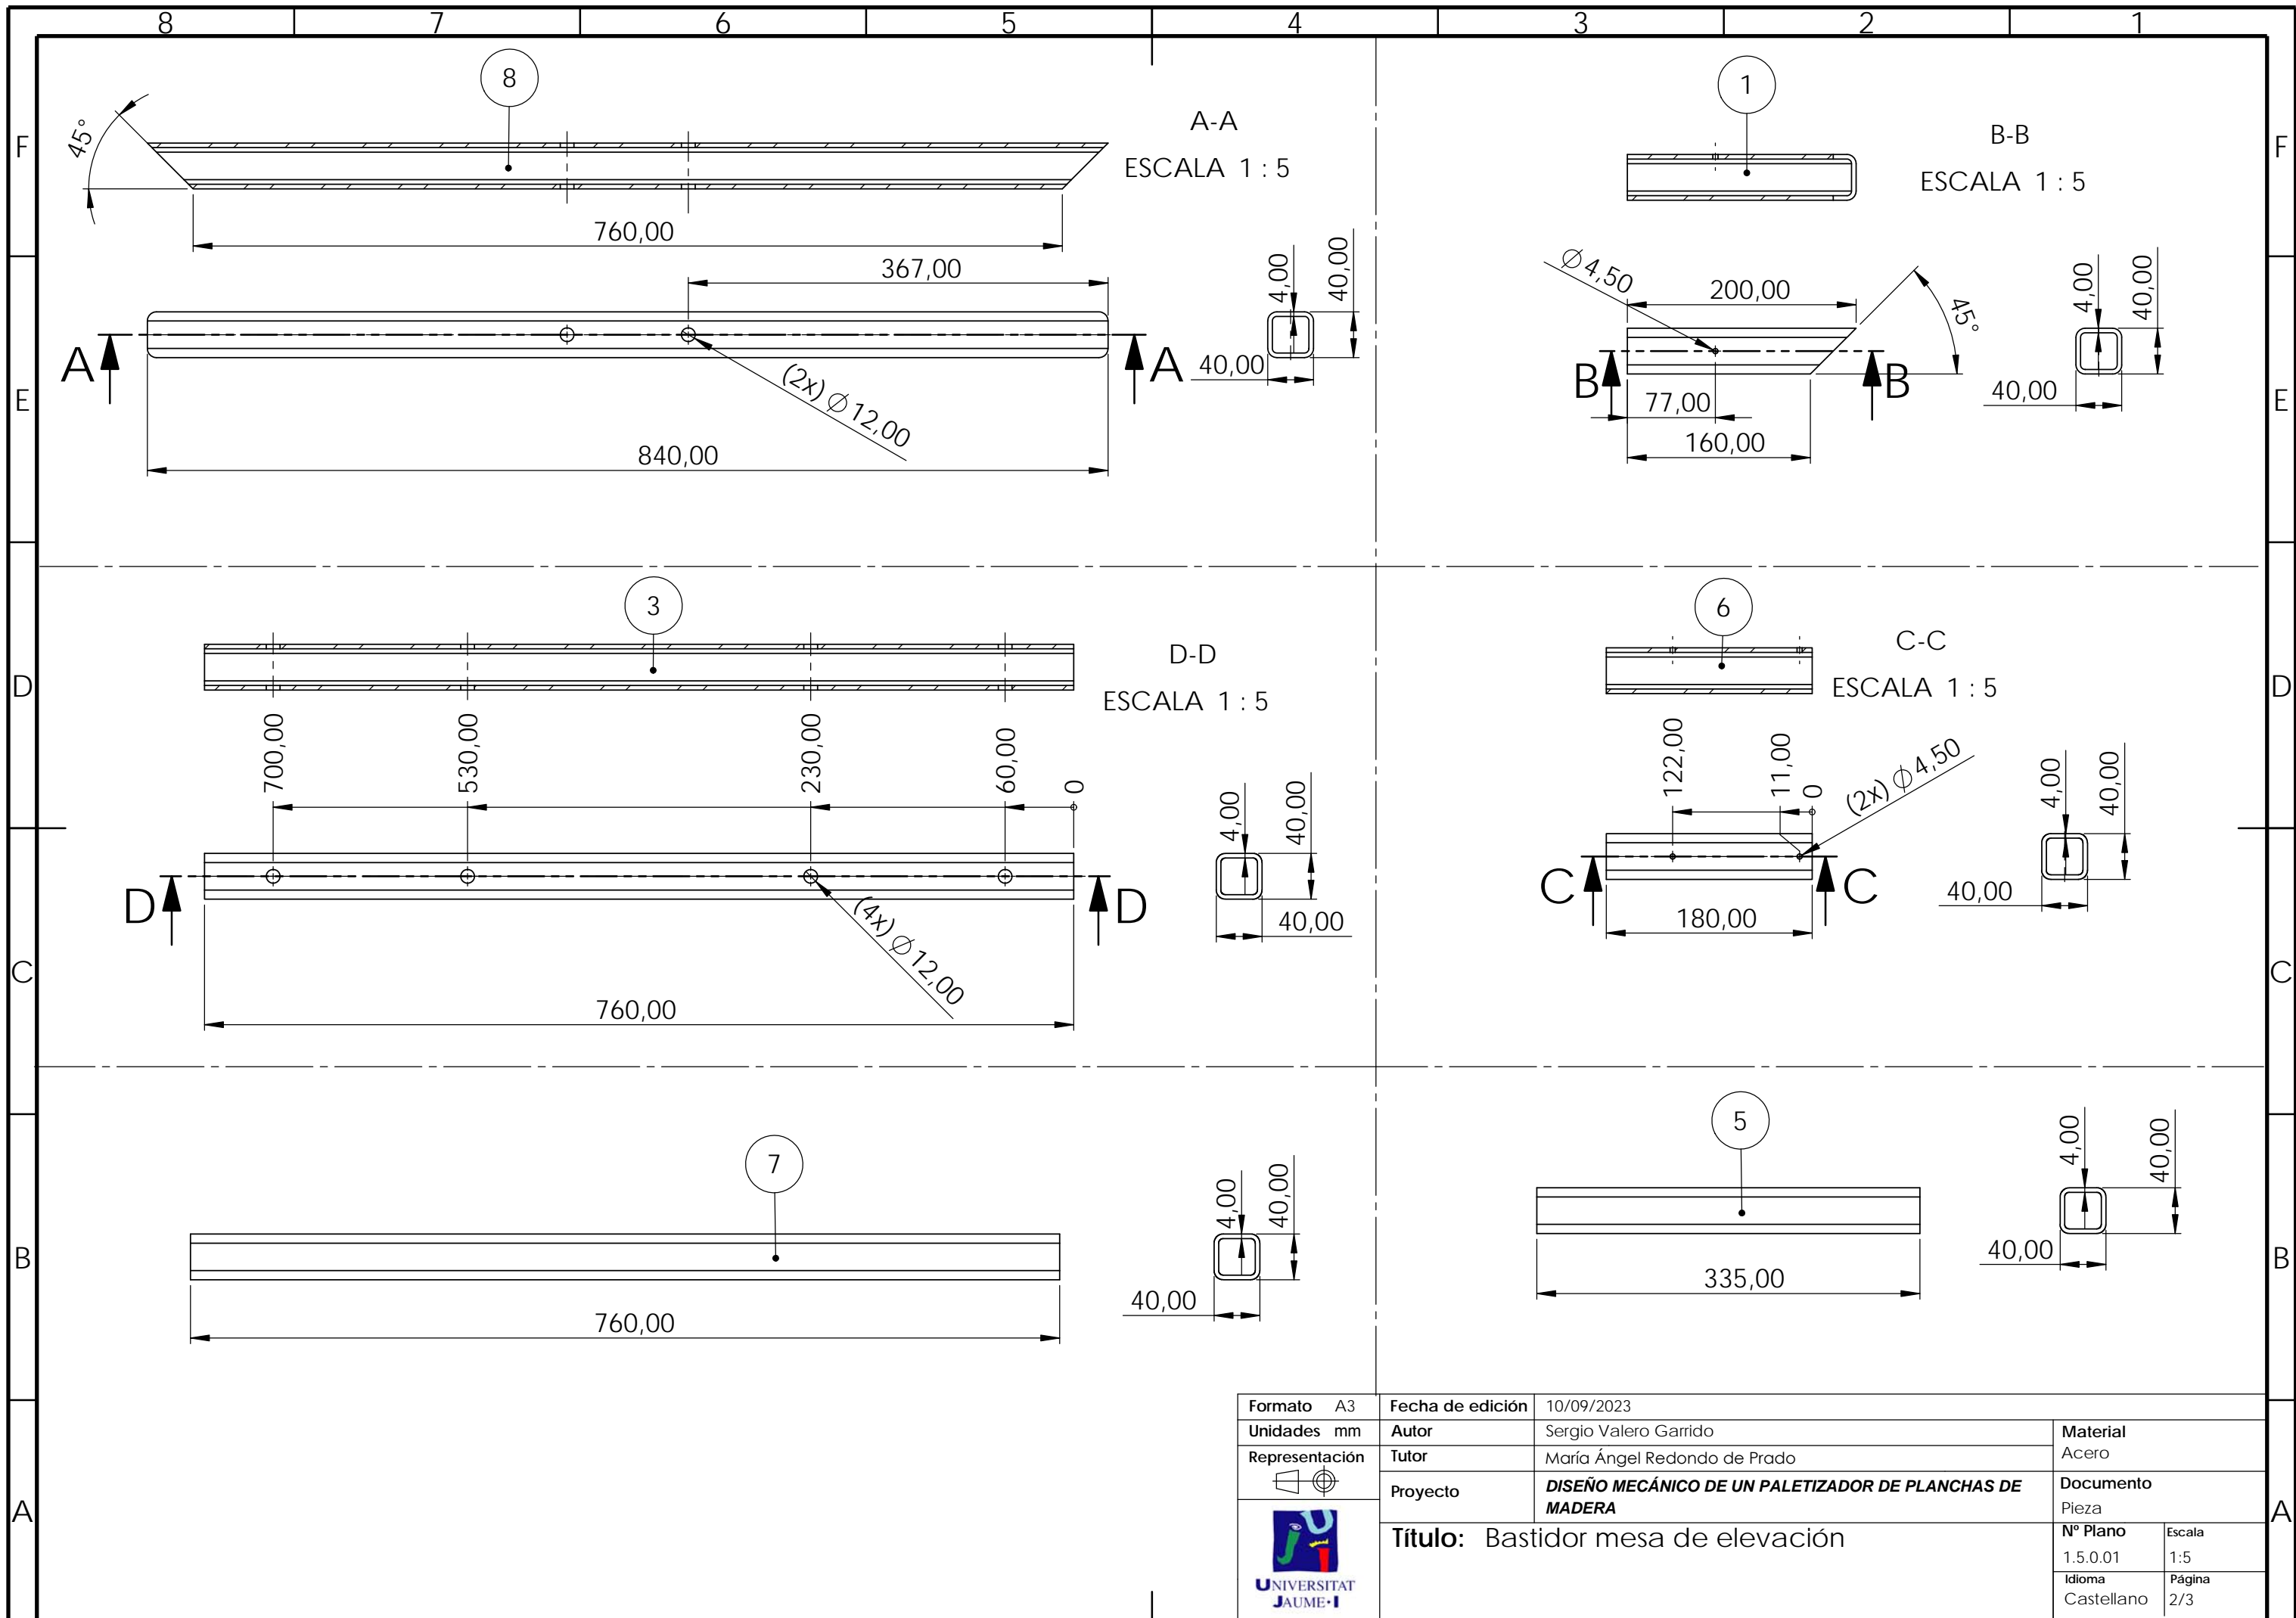 8 7 6 5 4 3 2 1
F
E
D
C
B
A
8
45°
A-A
ESCALA 1 : 5
760,00
367,00
A
A
(2x) Ø 12,00
840,00
4,00
40,00
40,00
1
B-B
ESCALA 1 : 5
Ø 4,50
200,00
45°
B
B
77,00
160,00
4,00
40,00
40,00
3
D-D
ESCALA 1 : 5
700,00
530,00
230,00
60,00
0
D
D
(4x) Ø 12,00
760,00
4,00
40,00
40,00
6
C-C
ESCALA 1 : 5
122,00
11,00
0
(2x) Ø 4,50
C
C
180,00
4,00
40,00
40,00
7
760,00
4,00
40,00
40,00
5
335,00
4,00
40,00
40,00
F
E
D
C
B
A
Formato A3
Fecha de edición 10/09/2023
Unidades mm
Autor Sergio Valero Garrido
Representación
Tutor María Ángel Redondo de Prado
Material
Acero
Proyecto DISEÑO MECÁNICO DE UN PALETIZADOR DE PLANCHAS DE
MADERA
Documento
Pieza
UJI
UNIVERSITAT
JAUME·I
Título: Bastidor mesa de elevación
Nº Plano
1.5.0.01
Escala
1:5
Idioma
Castellano
Página
2/3